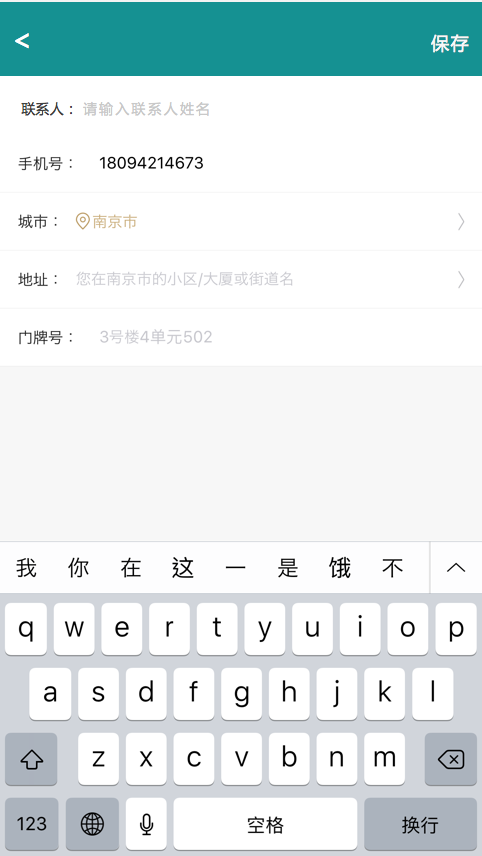 < 保存
联系人： 请输入联系人姓名
手机号： 18094214673
城市： 南京市
地址： 您在南京市的小区/大厦或街道名
门牌号： 3号楼4单元502
我 你 在 这 一 是 饿 不
q w e r t y u i o p
a s d f g h j k l
z x c v b n m
123 空格 换行